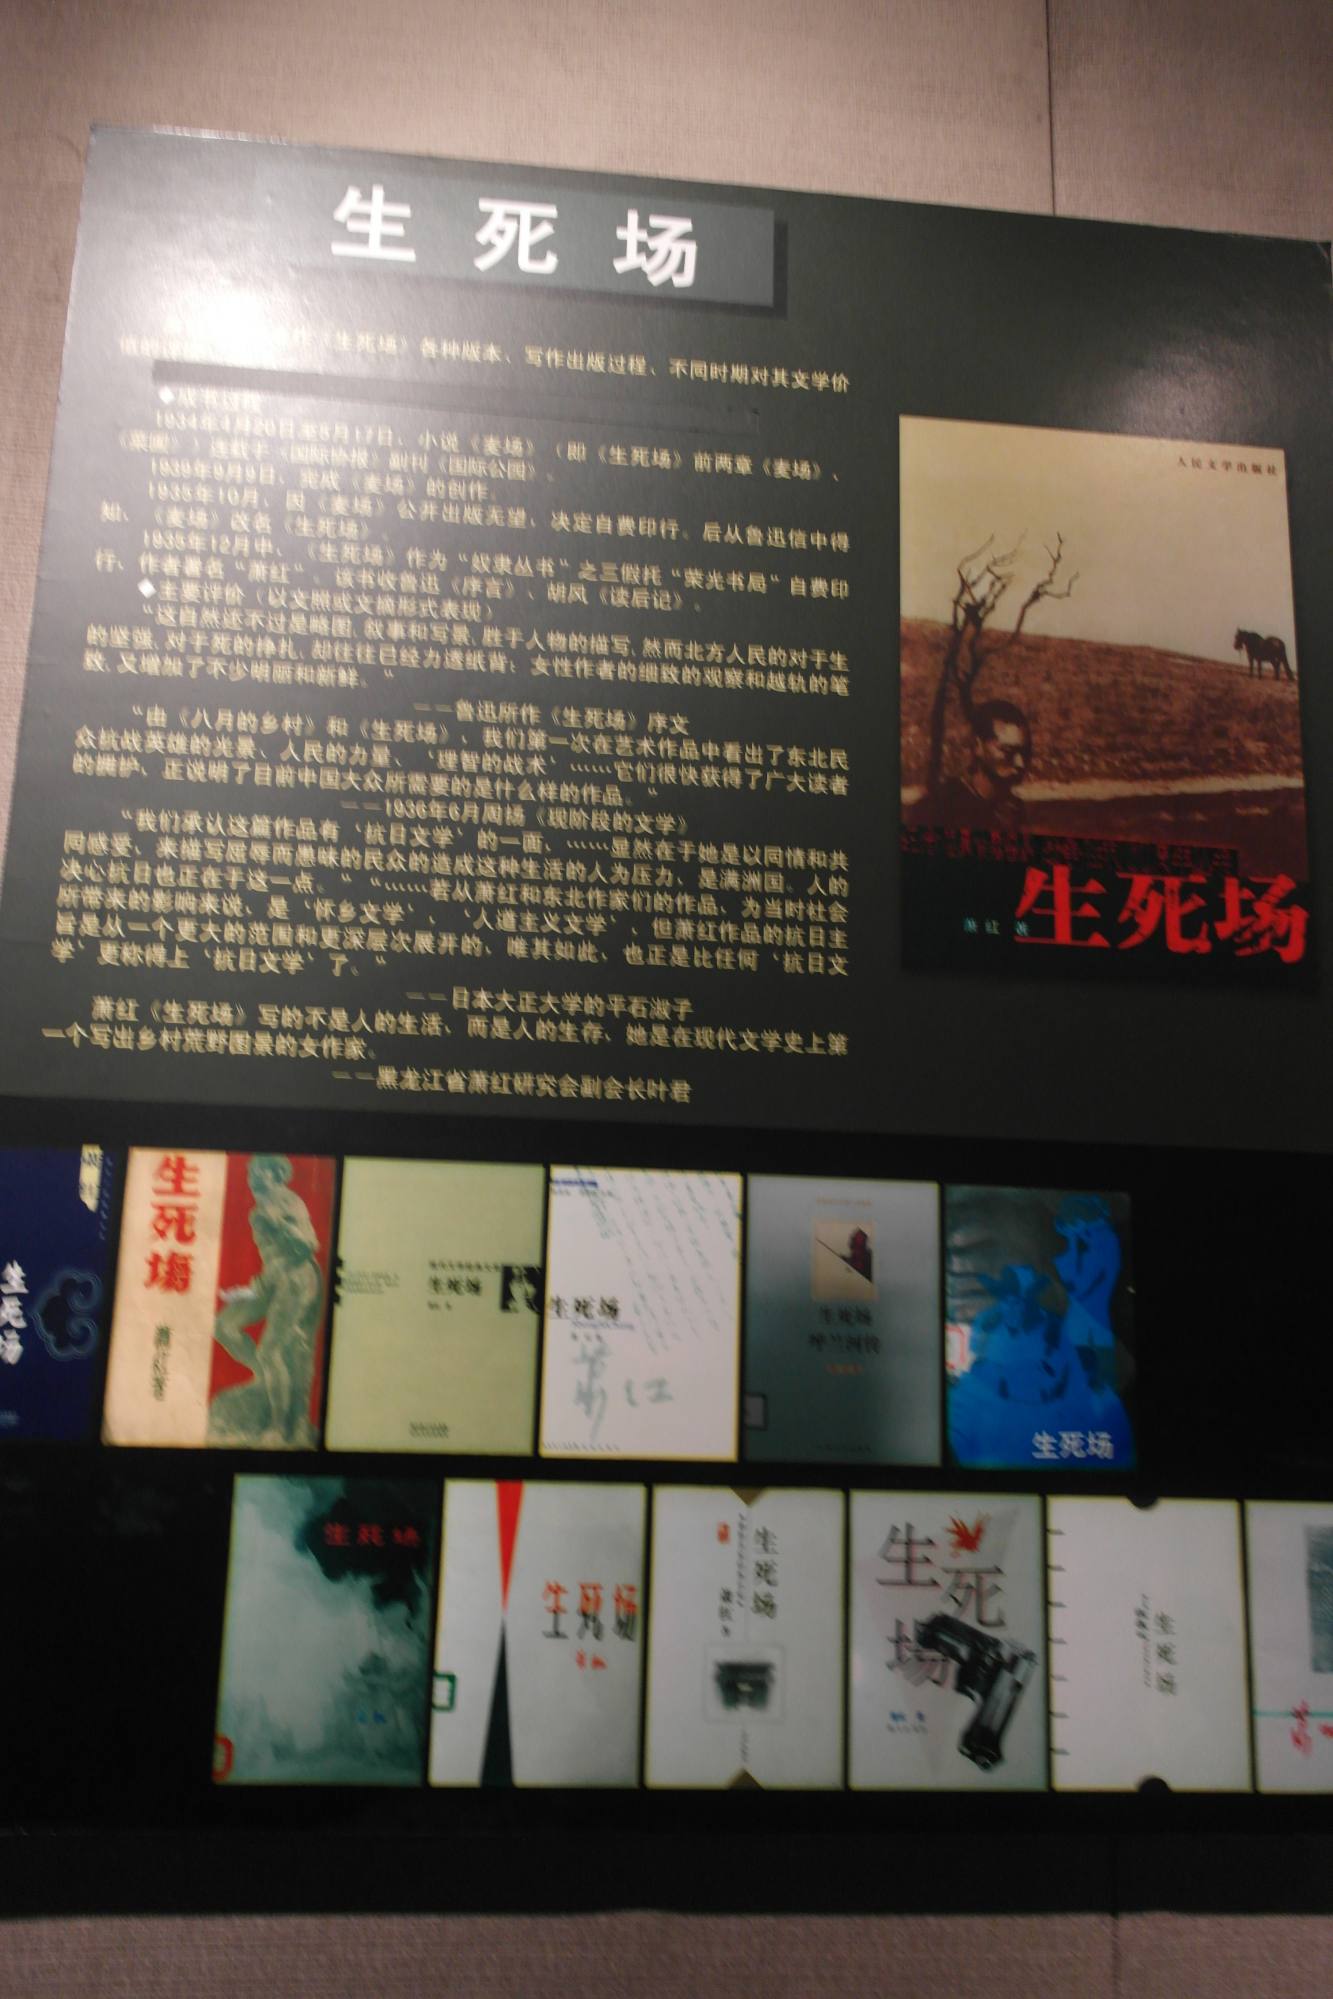 生死场
《生死场》各种版本、写作出版过程、不同时期对其文学价
◆成书过程
1934年4月20日至5月17日、小说《麦场》（即《生死场》前两章《麦场》、
《菜圃》）连载于《国际协报》副刊《国际公园》。
1939年9月9日、完成《麦场》的创作。
1935年10月、因《麦场》公开出版无望、决定自费印行。后从鲁迅信中得
知、《麦场》改名《生死场》。
1935年12月中、《生死场》作为“奴隶丛书”之三假托“荣光书局”自费印
行、作者署名“萧红”。该书收鲁迅《序言》、胡风《读后记》。
◆主要评价（以文照或文摘形式表现）
“这自然还不过是略图,叙事和写景,胜于人物的描写,然而北方人民的对于生
的坚强,对于死的挣扎,却往往已经力透纸背；女性作者的细致的观察和越轨的笔
致,又增加了不少明丽和新鲜。”
——鲁迅所作《生死场》序文
“由《八月的乡村》和《生死场》、我们第一次在艺术作品中看出了东北民
众抗战英雄的光景、人民的力量、‘理智的战术’……它们很快获得了广大读者
的拥护、正说明了目前中国大众所需要的是什么样的作品。”
——1936年6月周扬《现阶段的文学》
“我们承认这篇作品有‘抗日文学’的一面、……显然在于她是以同情和共
同感受、来描写屈辱而愚昧的民众的造成这种生活的人为压力、是满洲国。人的
决心抗日也正在于这一点。”“……若从萧红和东北作家们的作品、为当时社会
所带来的影响来说、是‘怀乡文学’、‘人道主义文学’、但萧红作品的抗日主
旨是从一个更大的范围和更深层次展开的、唯其如此、也正是比任何‘抗日文
学’更称得上‘抗日文学’了。”
——日本大正大学的平石淑子
萧红《生死场》写的不是人的生活、而是人的生存、她是在现代文学史上第
一个写出乡村荒野图景的女作家。
——黑龙江省萧红研究会副会长叶君
人民文学出版社
萧红 著
生死场
生死场
生死场
萧红著
生死场
生死场
萧红
生死场
呼兰河传
生死场
生死场
生死场
生死场
萧红 著
生死场
生死场